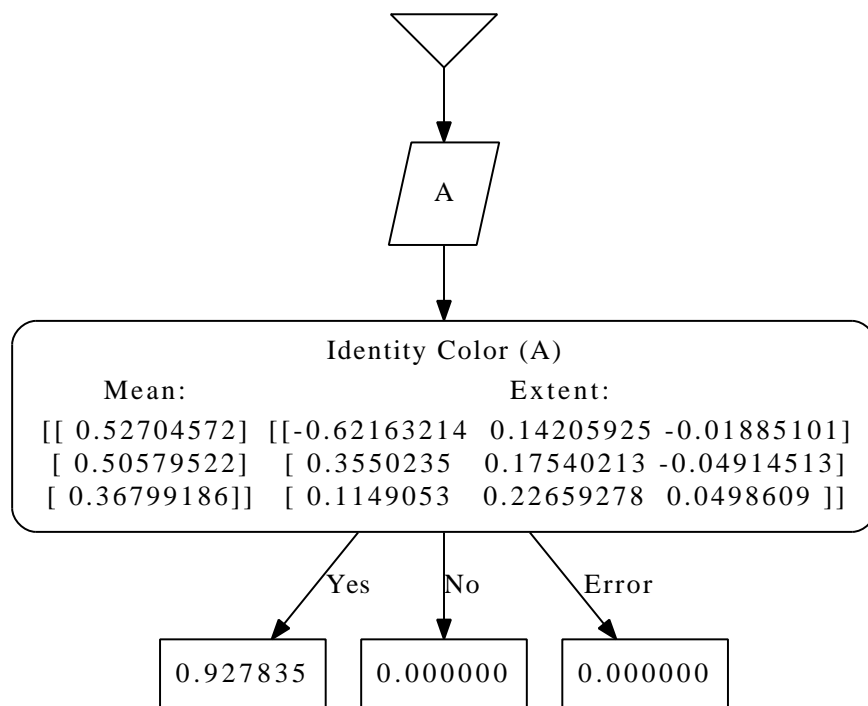 A
Identity Color (A)
Mean: Extent:
[[ 0.52704572] [[-0.62163214 0.14205925 -0.01885101]
[ 0.50579522] [ 0.3550235 0.17540213 -0.04914513]
[ 0.36799186]] [ 0.1149053 0.22659278 0.0498609 ]]
Yes No Error
0.927835 0.000000 0.000000